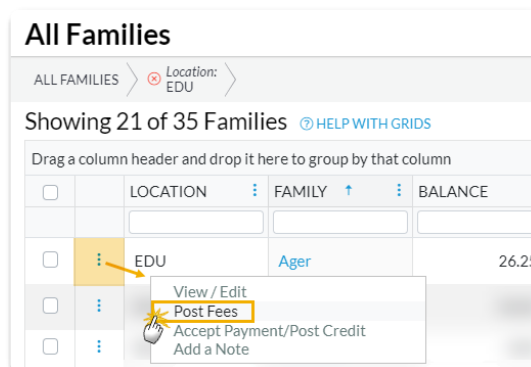 All Families
ALL FAMILIES
Location:
EDU
Showing 21 of 35 Families ? HELP WITH GRIDS
Drag a column header and drop it here to group by that column
LOCATION FAMILY ↑ BALANCE
EDU Ager 26.25
View / Edit
Post Fees
Accept Payment/Post Credit
Add a Note